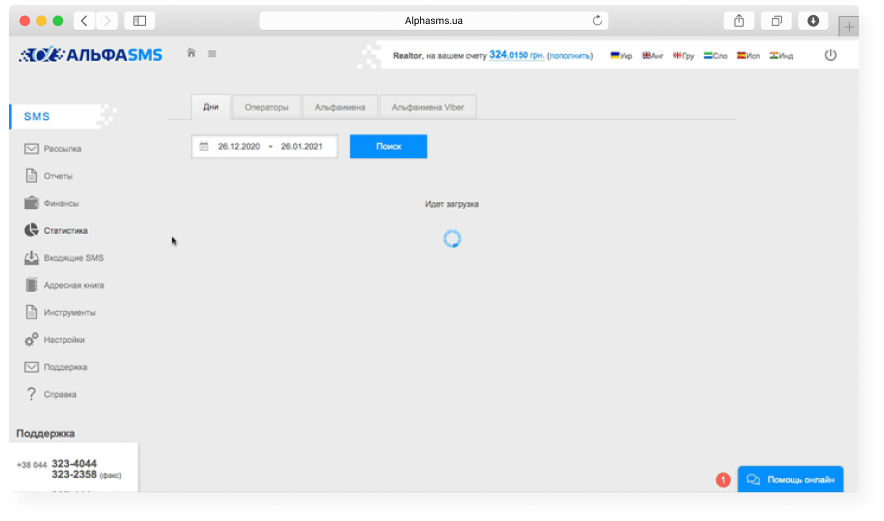 Alphasms.ua
АЛЬФАSMS
Realtor, на вашем счету 324,0150 грн. (пополнить)
Укр Анг Гру Сло Исп Инд
SMS
Дни Операторы Альфаимена Альфаимена Viber
26.12.2020 - 26.01.2021 Поиск
Рассылка
Отчеты
Идет загрузка
Финансы
Статистика
Входящие SMS
Адресная книга
Инструменты
Настройки
Поддержка
Справка
Поддержка
+38 044 323-4044
323-2358 (факс)
1 Помощь онлайн